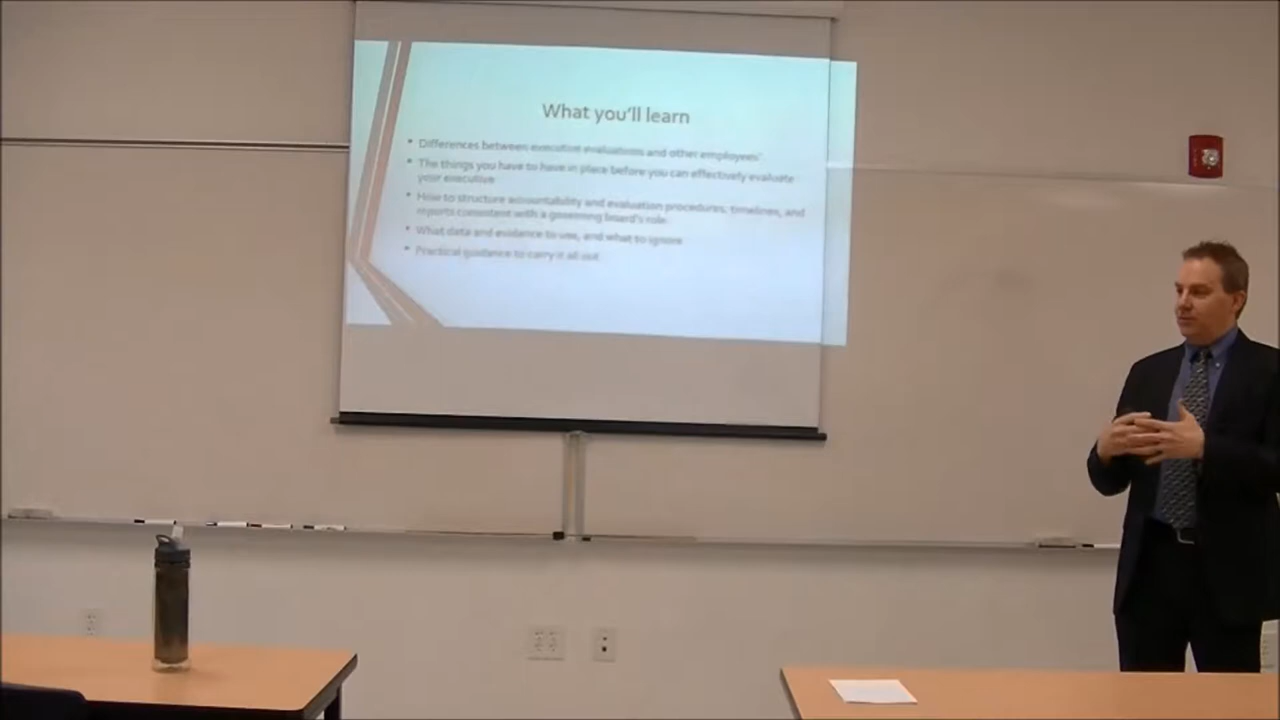 What you'll learn
Differences between executive evaluations and other employees'
The things you have to have in place before you can effectively evaluate
your executive
How to structure accountability and evaluation procedures, timelines, and
reports consistent with a governing board's role
What data and evidence to use, and what to ignore
Practical guidance to carry it all out